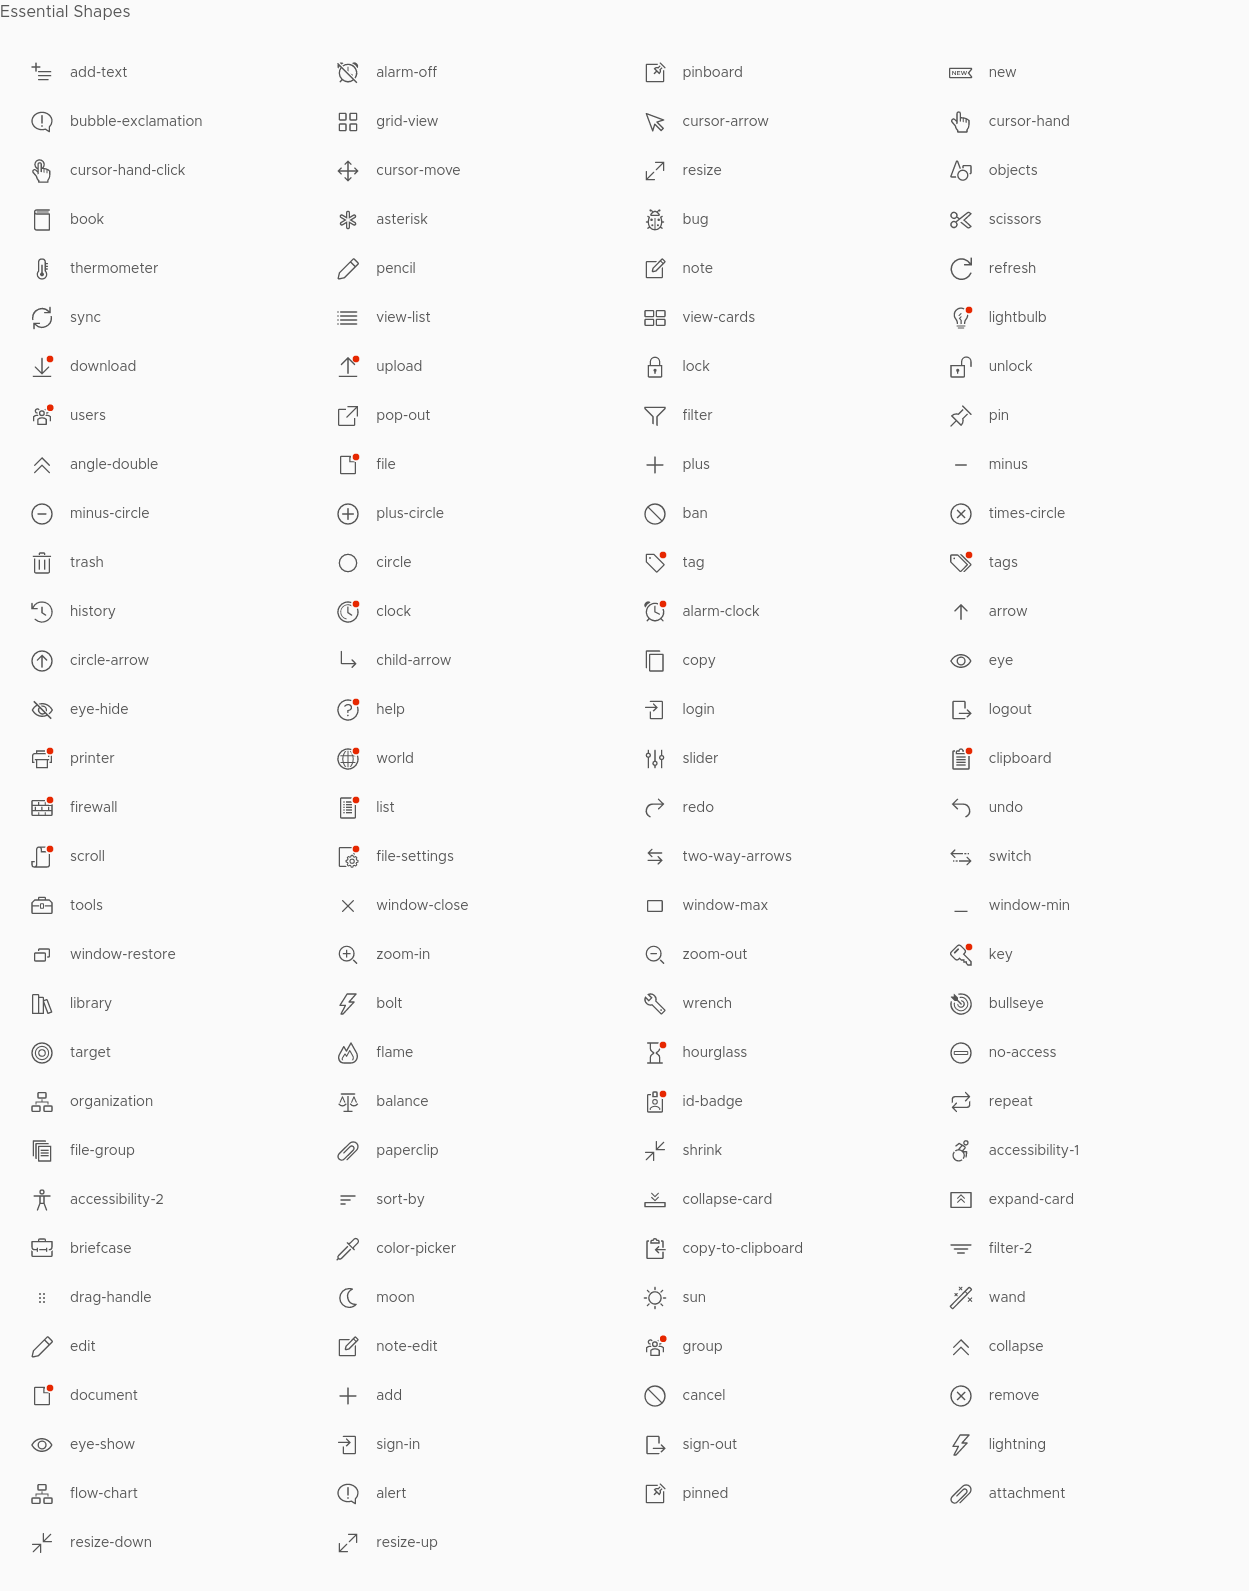 Essential Shapes
add-text alarm-off pinboard NEW new
bubble-exclamation grid-view cursor-arrow cursor-hand
cursor-hand-click cursor-move resize objects
book asterisk bug scissors
thermometer pencil note refresh
sync view-list view-cards lightbulb
download upload lock unlock
users pop-out filter pin
angle-double file plus minus
minus-circle plus-circle ban times-circle
trash circle tag tags
history clock alarm-clock arrow
circle-arrow child-arrow copy eye
eye-hide help login logout
printer world slider clipboard
firewall list redo undo
scroll file-settings two-way-arrows switch
tools window-close window-max window-min
window-restore zoom-in zoom-out key
library bolt wrench bullseye
target flame hourglass no-access
organization balance id-badge repeat
file-group paperclip shrink accessibility-1
accessibility-2 sort-by collapse-card expand-card
briefcase color-picker copy-to-clipboard filter-2
drag-handle moon sun wand
edit note-edit group collapse
document add cancel remove
eye-show sign-in sign-out lightning
flow-chart alert pinned attachment
resize-down resize-up